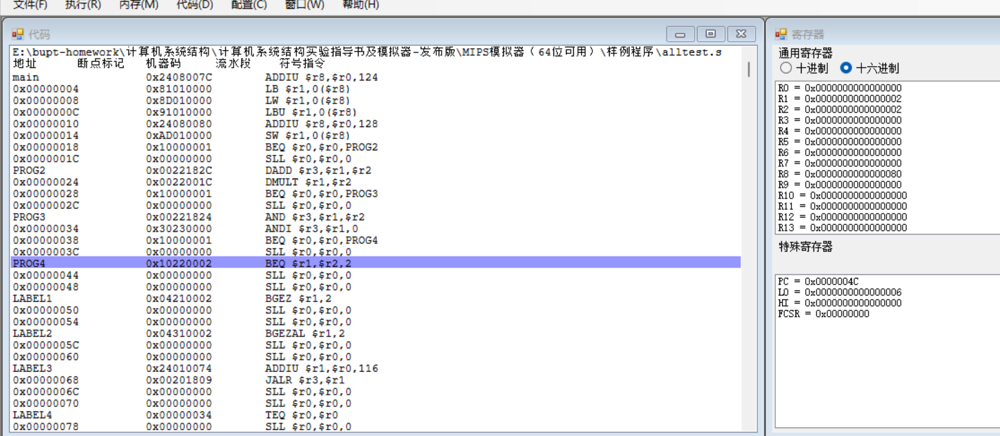 文件(F) 执行(R) 内存(M) 代码(D) 配置(C) 窗口(W) 帮助(H)
代码
E:\bupt-homework\计算机系统结构\计算机系统结构实验指导书及模拟器-发布版\MIPS模拟器（64位可用）\样例程序\alltest.s
地址 断点标记 机器码 流水段 符号指令
main 0x2408007C ADDIU $r8,$r0,124
0x00000004 0x81010000 LB $r1,0($r8)
0x00000008 0x8D010000 LW $r1,0($r8)
0x0000000C 0x91010000 LBU $r1,0($r8)
0x00000010 0x24080080 ADDIU $r8,$r0,128
0x00000014 0xAD010000 SW $r1,0($r8)
0x00000018 0x10000001 BEQ $r0,$r0,PROG2
0x0000001C 0x00000000 SLL $r0,$r0,0
PROG2 0x0022182C DADD $r3,$r1,$r2
0x00000024 0x0022001C DMULT $r1,$r2
0x00000028 0x10000001 BEQ $r0,$r0,PROG3
0x0000002C 0x00000000 SLL $r0,$r0,0
PROG3 0x00221824 AND $r3,$r1,$r2
0x00000034 0x30230000 ANDI $r3,$r1,0
0x00000038 0x10000001 BEQ $r0,$r0,PROG4
0x0000003C 0x00000000 SLL $r0,$r0,0
PROG4 0x10220002 BEQ $r1,$r2,2
0x00000044 0x00000000 SLL $r0,$r0,0
0x00000048 0x00000000 SLL $r0,$r0,0
LABEL1 0x04210002 BGEZ $r1,2
0x00000050 0x00000000 SLL $r0,$r0,0
0x00000054 0x00000000 SLL $r0,$r0,0
LABEL2 0x04310002 BGEZAL $r1,2
0x0000005C 0x00000000 SLL $r0,$r0,0
0x00000060 0x00000000 SLL $r0,$r0,0
LABEL3 0x24010074 ADDIU $r1,$r0,116
0x00000068 0x00201809 JALR $r3,$r1
0x0000006C 0x00000000 SLL $r0,$r0,0
0x00000070 0x00000000 SLL $r0,$r0,0
LABEL4 0x00000034 TEQ $r0,$r0
0x00000078 0x00000000 SLL $r0,$r0,0
寄存器
通用寄存器
十进制 十六进制
R0 = 0x0000000000000000
R1 = 0x0000000000000002
R2 = 0x0000000000000002
R3 = 0x0000000000000000
R4 = 0x0000000000000000
R5 = 0x0000000000000000
R6 = 0x0000000000000000
R7 = 0x0000000000000000
R8 = 0x0000000000000080
R9 = 0x0000000000000000
R10 = 0x0000000000000000
R11 = 0x0000000000000000
R12 = 0x0000000000000000
R13 = 0x0000000000000000
特殊寄存器
PC = 0x0000004C
LO = 0x0000000000000006
HI = 0x0000000000000000
FCSR = 0x00000000